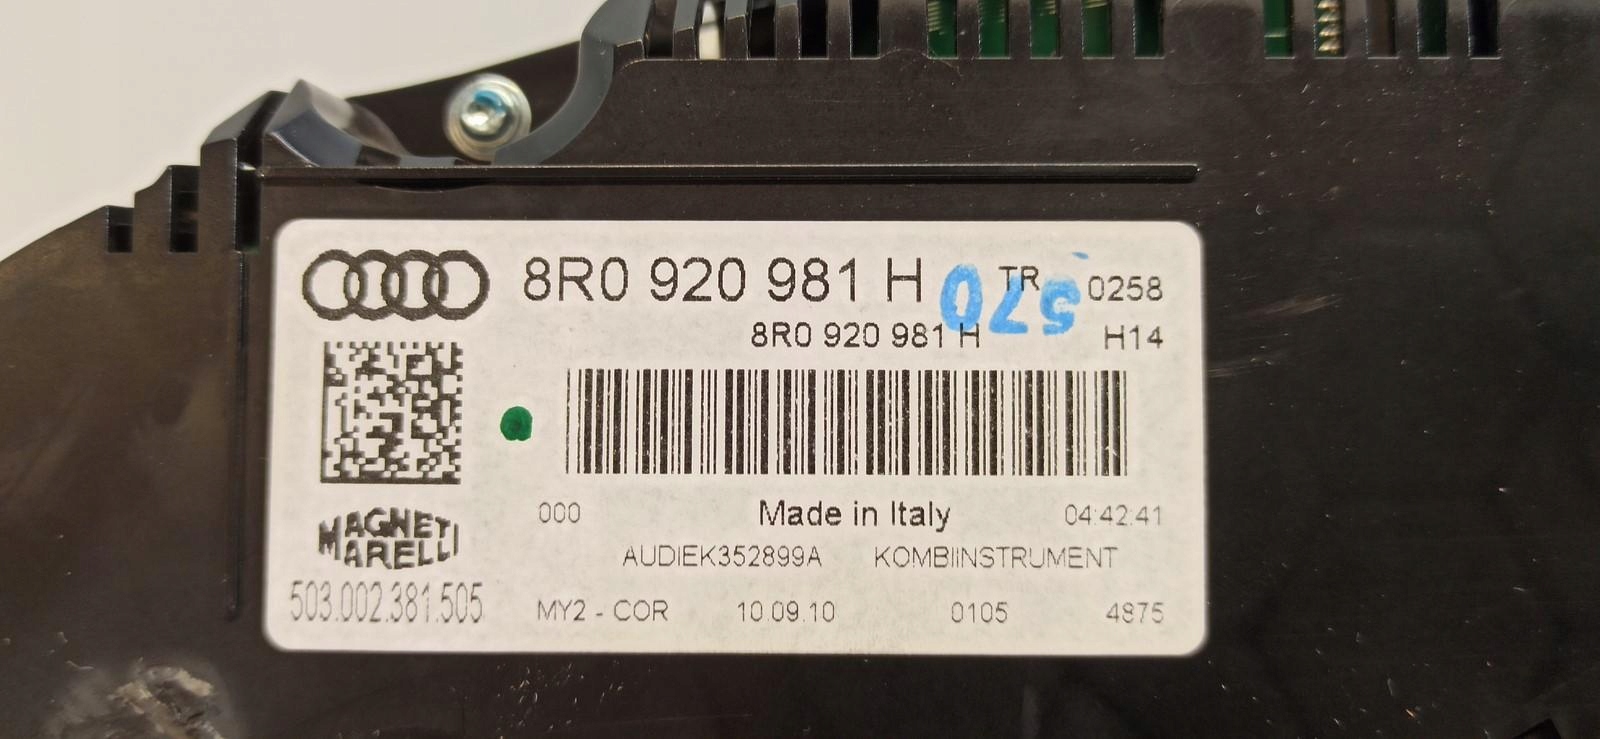 8R0 920 981 H TR 0258
570
8R0 920 981 H H14
000 Made in Italy 04:42:41
MAGNETI MARELLI
AUDIEK352899A KOMBIINSTRUMENT
503.002.381.505 MY2 - COR 10.09.10 0105 4875